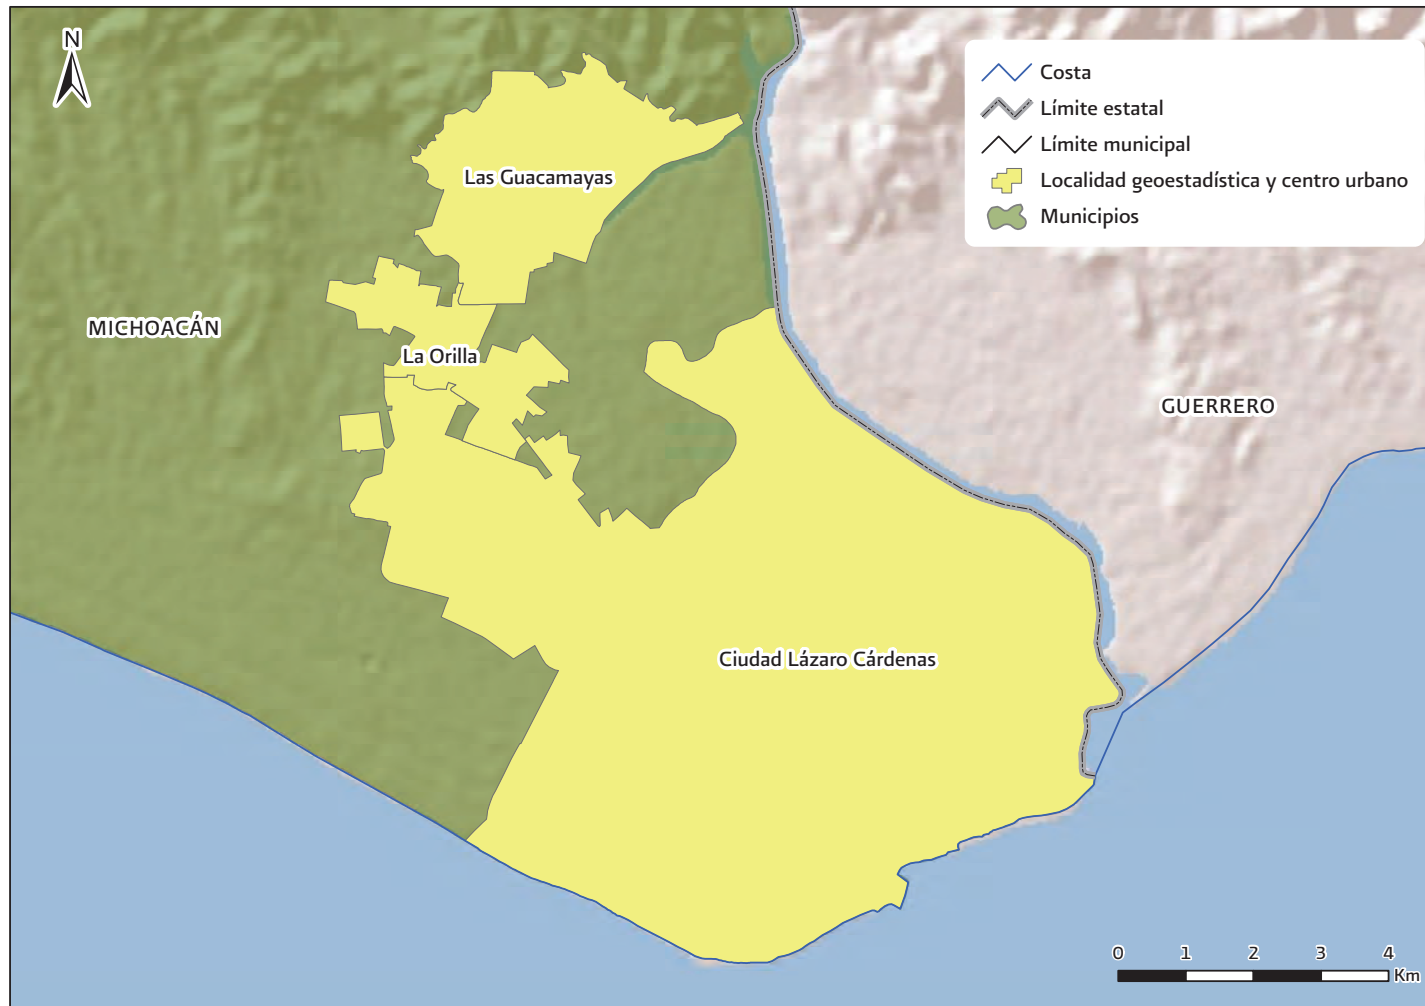 N
Costa
Límite estatal
Límite municipal
Localidad geoestadística y centro urbano
Municipios
Las Guacamayas
MICHOACÁN
La Orilla
GUERRERO
Ciudad Lázaro Cárdenas
0 1 2 3 4
Km